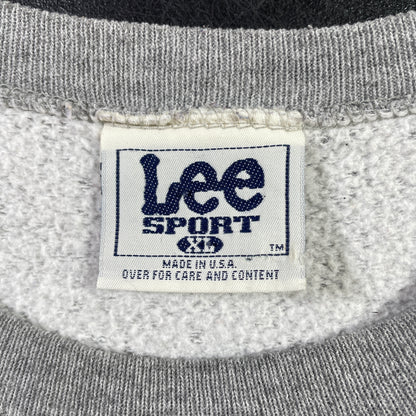 Lee
SPORT
XL
TM
MADE IN U.S.A.
OVER FOR CARE AND CONTENT